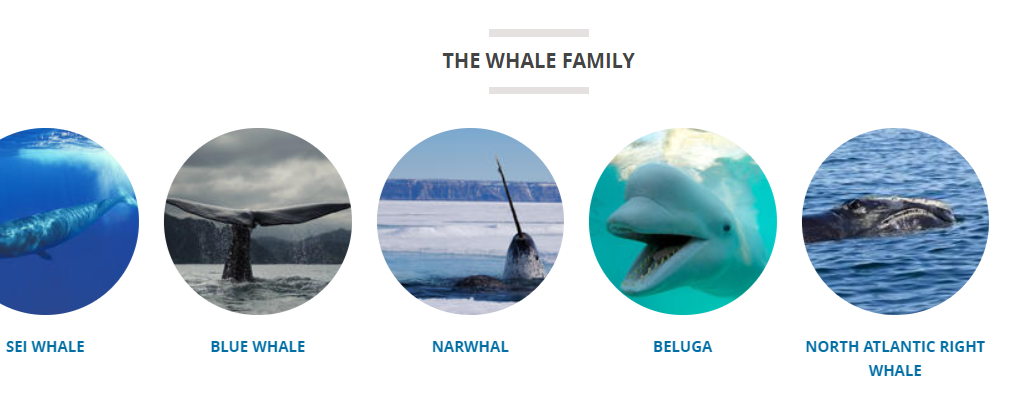 THE WHALE FAMILY
SEI WHALE
BLUE WHALE
NARWHAL
BELUGA
NORTH ATLANTIC RIGHT
WHALE